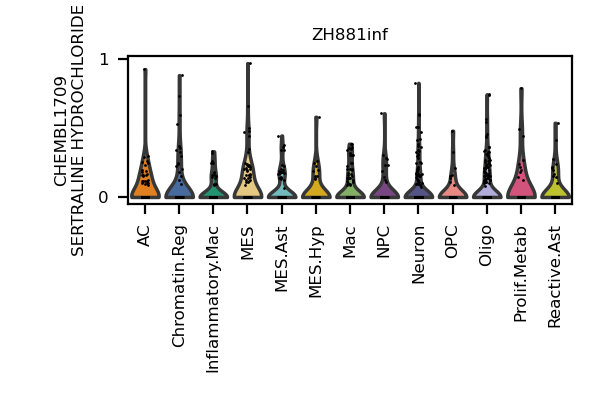 ZH881inf
CHEMBL1709
SERTRALINE HYDROCHLORIDE
1
0
AC
Chromatin.Reg
Inflammatory.Mac
MES
MES.Ast
MES.Hyp
Mac
NPC
Neuron
OPC
Oligo
Prolif.Metab
Reactive.Ast